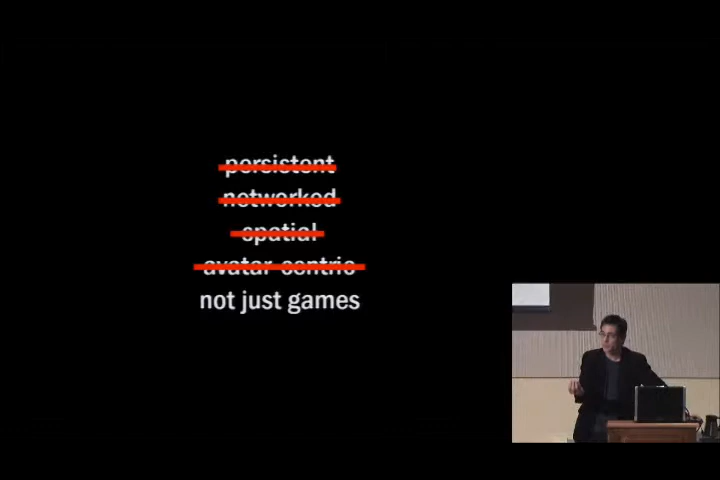 persistent
networked
spatial
avatar-centric
not just games